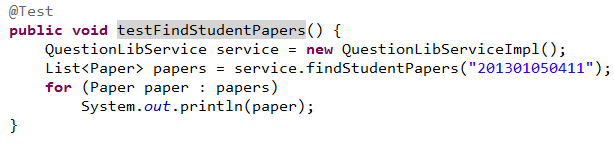 @Test
public void testFindStudentPapers() {
    QuestionLibService service = new QuestionLibServiceImpl();
    List<Paper> papers = service.findStudentPapers("201301050411");
    for (Paper paper : papers)
        System.out.println(paper);
}